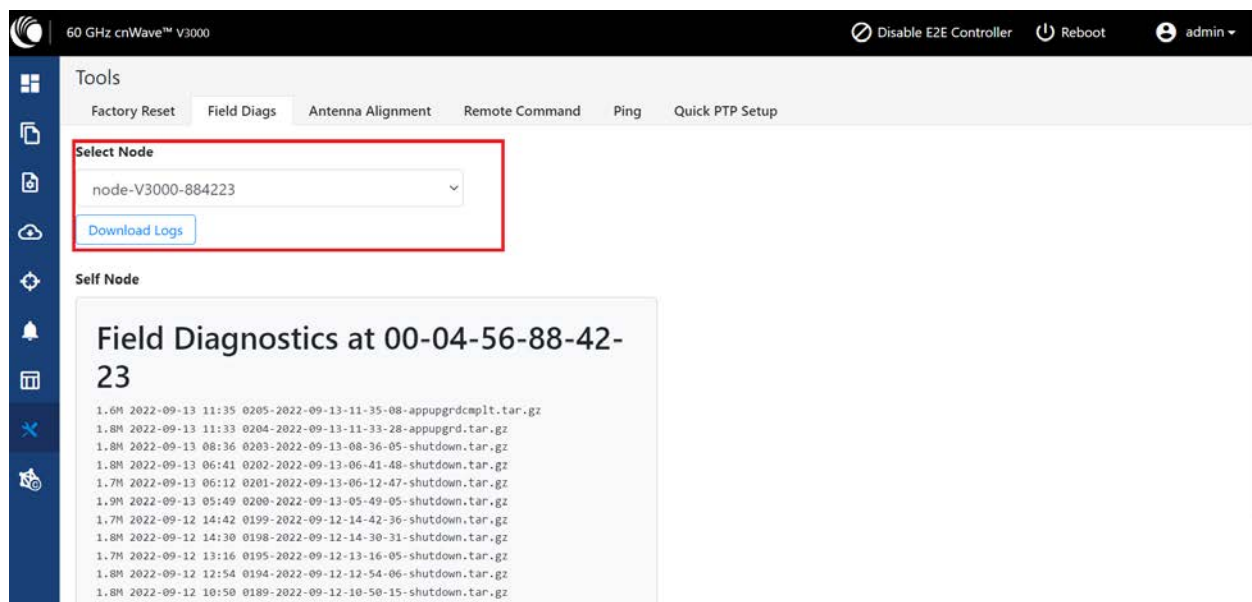 60 GHz cnWave™ V3000 Disable E2E Controller Reboot admin
Tools
Factory Reset Field Diags Antenna Alignment Remote Command Ping Quick PTP Setup
Select Node
node-V3000-884223
Download Logs
Self Node
Field Diagnostics at 00-04-56-88-42-
23
1.6M 2022-09-13 11:35 0205-2022-09-13-11-35-08-appupgrdcmplt.tar.gz
1.8M 2022-09-13 11:33 0204-2022-09-13-11-33-28-appupgrd.tar.gz
1.8M 2022-09-13 08:36 0203-2022-09-13-08-36-05-shutdown.tar.gz
1.8M 2022-09-13 06:41 0202-2022-09-13-06-41-48-shutdown.tar.gz
1.7M 2022-09-13 06:12 0201-2022-09-13-06-12-47-shutdown.tar.gz
1.9M 2022-09-13 05:49 0200-2022-09-13-05-49-05-shutdown.tar.gz
1.7M 2022-09-12 14:42 0199-2022-09-12-14-42-36-shutdown.tar.gz
1.8M 2022-09-12 14:30 0198-2022-09-12-14-30-31-shutdown.tar.gz
1.7M 2022-09-12 13:16 0195-2022-09-12-13-16-05-shutdown.tar.gz
1.8M 2022-09-12 12:54 0194-2022-09-12-12-54-06-shutdown.tar.gz
1.8M 2022-09-12 10:50 0189-2022-09-12-10-50-15-shutdown.tar.gz